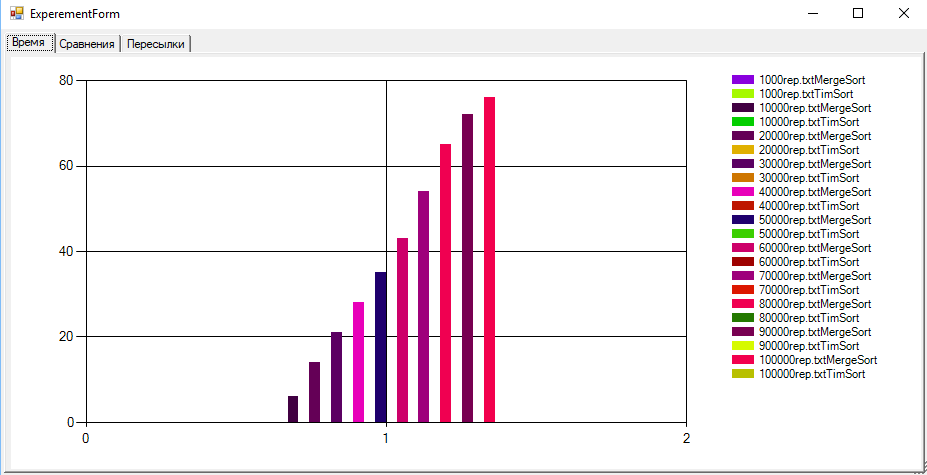 ExperementForm
Время Сравнения Пересылки
80
60
40
20
0
0 1 2
1000rep.txtMergeSort
1000rep.txtTimSort
10000rep.txtMergeSort
10000rep.txtTimSort
20000rep.txtMergeSort
20000rep.txtTimSort
30000rep.txtMergeSort
30000rep.txtTimSort
40000rep.txtMergeSort
40000rep.txtTimSort
50000rep.txtMergeSort
50000rep.txtTimSort
60000rep.txtMergeSort
60000rep.txtTimSort
70000rep.txtMergeSort
70000rep.txtTimSort
80000rep.txtMergeSort
80000rep.txtTimSort
90000rep.txtMergeSort
90000rep.txtTimSort
100000rep.txtMergeSort
100000rep.txtTimSort